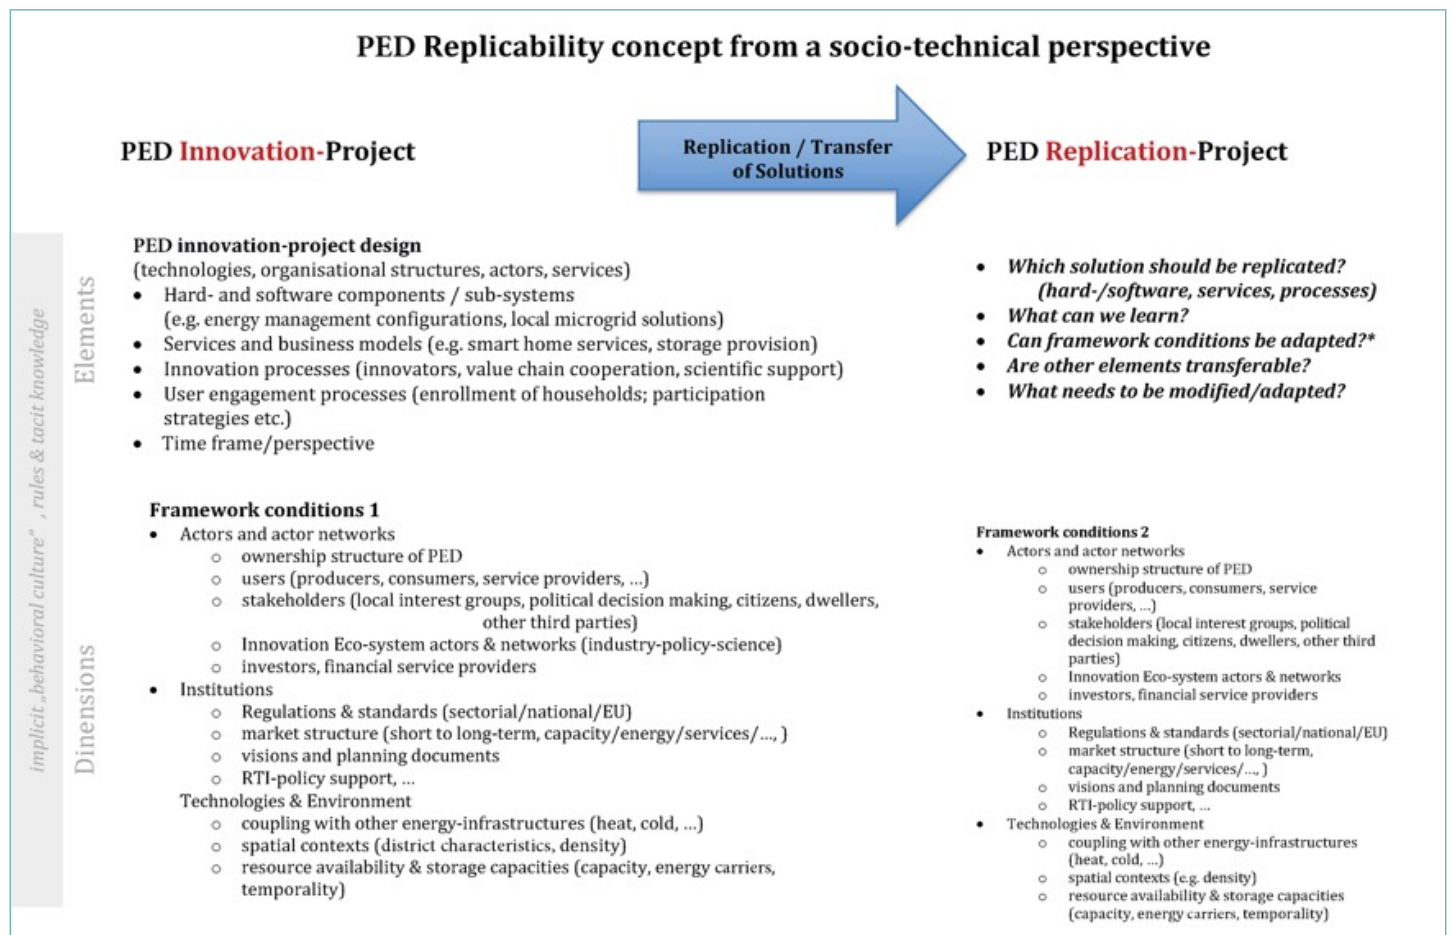 PED Replicability concept from a socio-technical perspective
PED Innovation-Project
Replication / Transfer
of Solutions
PED Replication-Project
implicit „behavioral culture“ , rules & tacit knowledge
Elements
PED innovation-project design
(technologies, organisational structures, actors, services)
• Hard- and software components / sub-systems
(e.g. energy management configurations, local microgrid solutions)
• Services and business models (e.g. smart home services, storage provision)
• Innovation processes (innovators, value chain cooperation, scientific support)
• User engagement processes (enrollment of households; participation
strategies etc.)
• Time frame/perspective
• Which solution should be replicated?
(hard-/software, services, processes)
• What can we learn?
• Can framework conditions be adapted?*
• Are other elements transferable?
• What needs to be modified/adapted?
Dinensions
Framework conditions 1
• Actors and actor networks
o ownership structure of PED
o users (producers, consumers, service providers, ...)
o stakeholders (local interest groups, political decision making, citizens, dwellers,
other third parties)
o Innovation Eco-system actors & networks (industry-policy-science)
o investors, financial service providers
• Institutions
o Regulations & standards (sectorial/national/EU)
o market structure (short to long-term, capacity/energy/services/..., )
o visions and planning documents
o RTI-policy support, ...
Technologies & Environment
o coupling with other energy-infrastructures (heat, cold, ...)
o spatial contexts (district characteristics, density)
o resource availability & storage capacities (capacity, energy carriers,
temporality)
Framework conditions 2
• Actors and actor networks
o ownership structure of PED
o users (producers, consumers, service
providers, ...)
o stakeholders (local interest groups, political
decision making, citizens, dwellers, other third
parties)
o Innovation Eco-system actors & networks
o investors, financial service providers
• Institutions
o Regulations & standards (sectorial/national/EU)
o market structure (short to long-term,
capacity/energy/services/..., )
o visions and planning documents
o RTI-policy support, ...
• Technologies & Environment
o coupling with other energy-infrastructures
(heat, cold, ...)
o spatial contexts (e.g. density)
o resource availability & storage capacities
(capacity, energy carriers, temporality)